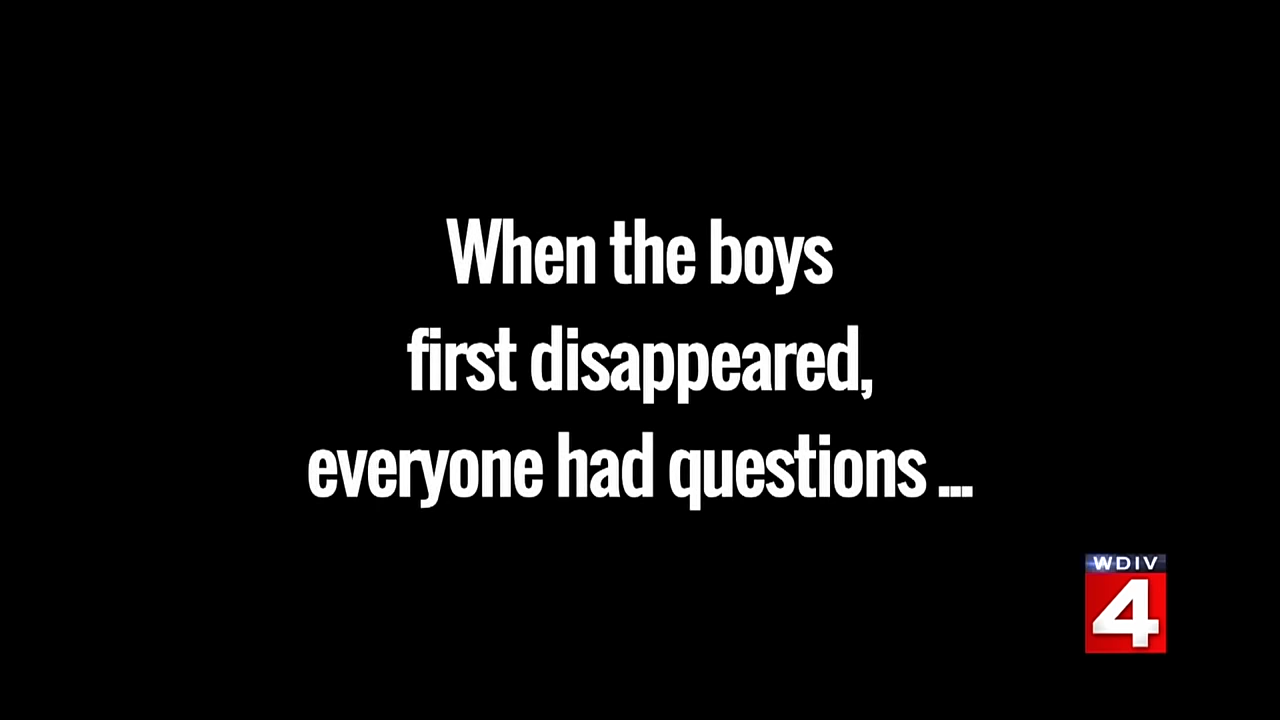 When the boys
first disappeared,
everyone had questions ...
WDIV
4